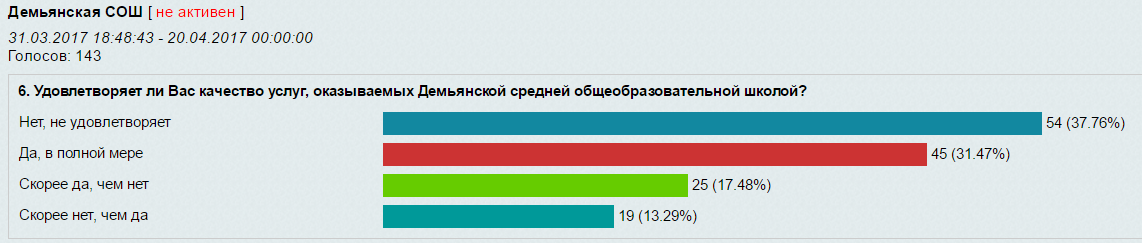 Демьянская СОШ [ не активен ]
31.03.2017 18:48:43 - 20.04.2017 00:00:00
Голосов: 143
6. Удовлетворяет ли Вас качество услуг, оказываемых Демьянской средней общеобразовательной школой?
Нет, не удовлетворяет 54 (37.76%)
Да, в полной мере 45 (31.47%)
Скорее да, чем нет 25 (17.48%)
Скорее нет, чем да 19 (13.29%)